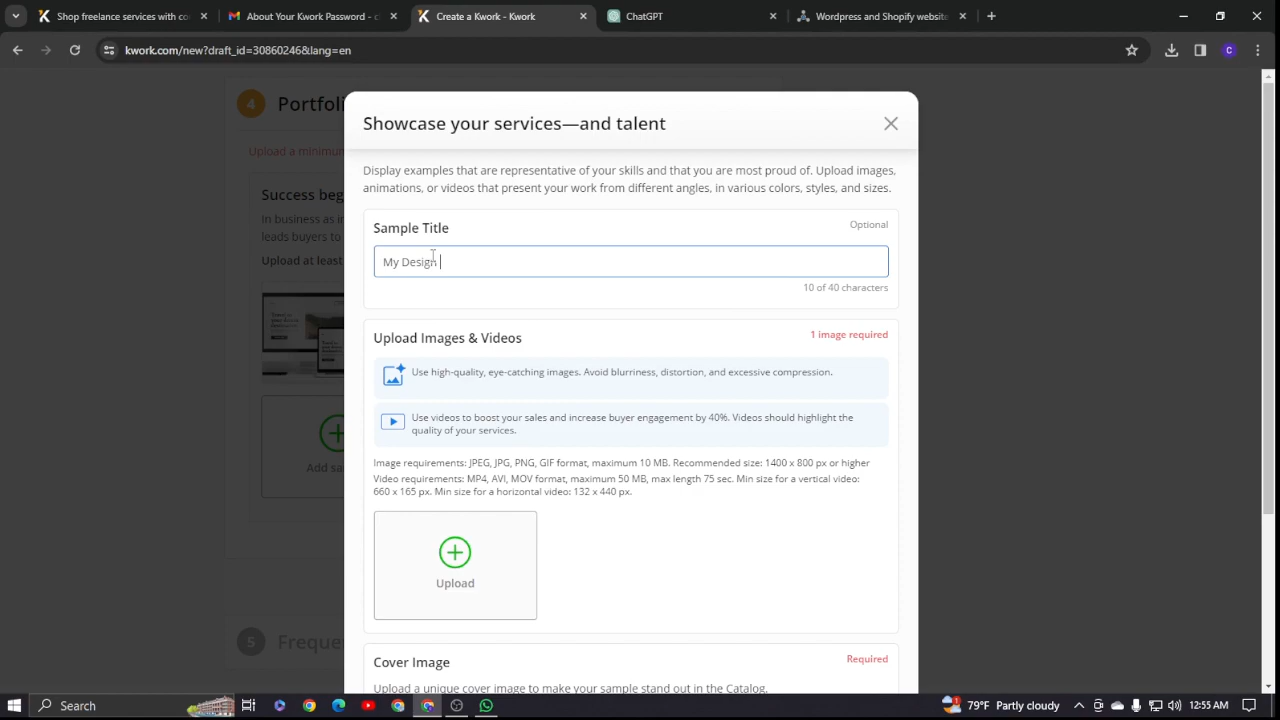 Shop freelance services with co
About Your Kwork Password -
Create a Kwork - Kwork
ChatGPT
Wordpress and Shopify website
kwork.com/new?draft_id=30860246&lang=en
C
4 Portfoli
Upload a minimum
Success beg
In business as i
leads buyers to
Upload at least
Add sa
5 Freque
Showcase your services—and talent
Display examples that are representative of your skills and that you are most proud of. Upload images,
animations, or videos that present your work from different angles, in various colors, styles, and sizes.
Sample Title Optional
My Design
10 of 40 characters
Upload Images & Videos 1 image required
Use high-quality, eye-catching images. Avoid blurriness, distortion, and excessive compression.
Use videos to boost your sales and increase buyer engagement by 40%. Videos should highlight the
quality of your services.
Image requirements: JPEG, JPG, PNG, GIF format, maximum 10 MB. Recommended size: 1400 x 800 px or higher
Video requirements: MP4, AVI, MOV format, maximum 50 MB, max length 75 sec. Min size for a vertical video:
660 x 165 px. Min size for a horizontal video: 132 x 440 px.
Upload
Cover Image Required
Upload a unique cover image to make your sample stand out in the Catalog.
Search
79°F Partly cloudy
12:55 AM